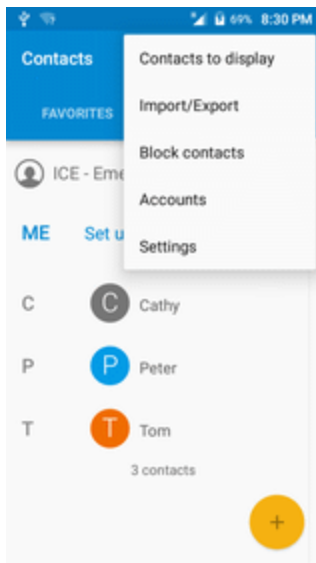 69% 8:30 PM
Contacts
Contacts to display
FAVORITES
Import/Export
Block contacts
ICE - Eme
Accounts
ME Set u
Settings
C C Cathy
P P Peter
T T Tom
3 contacts
+